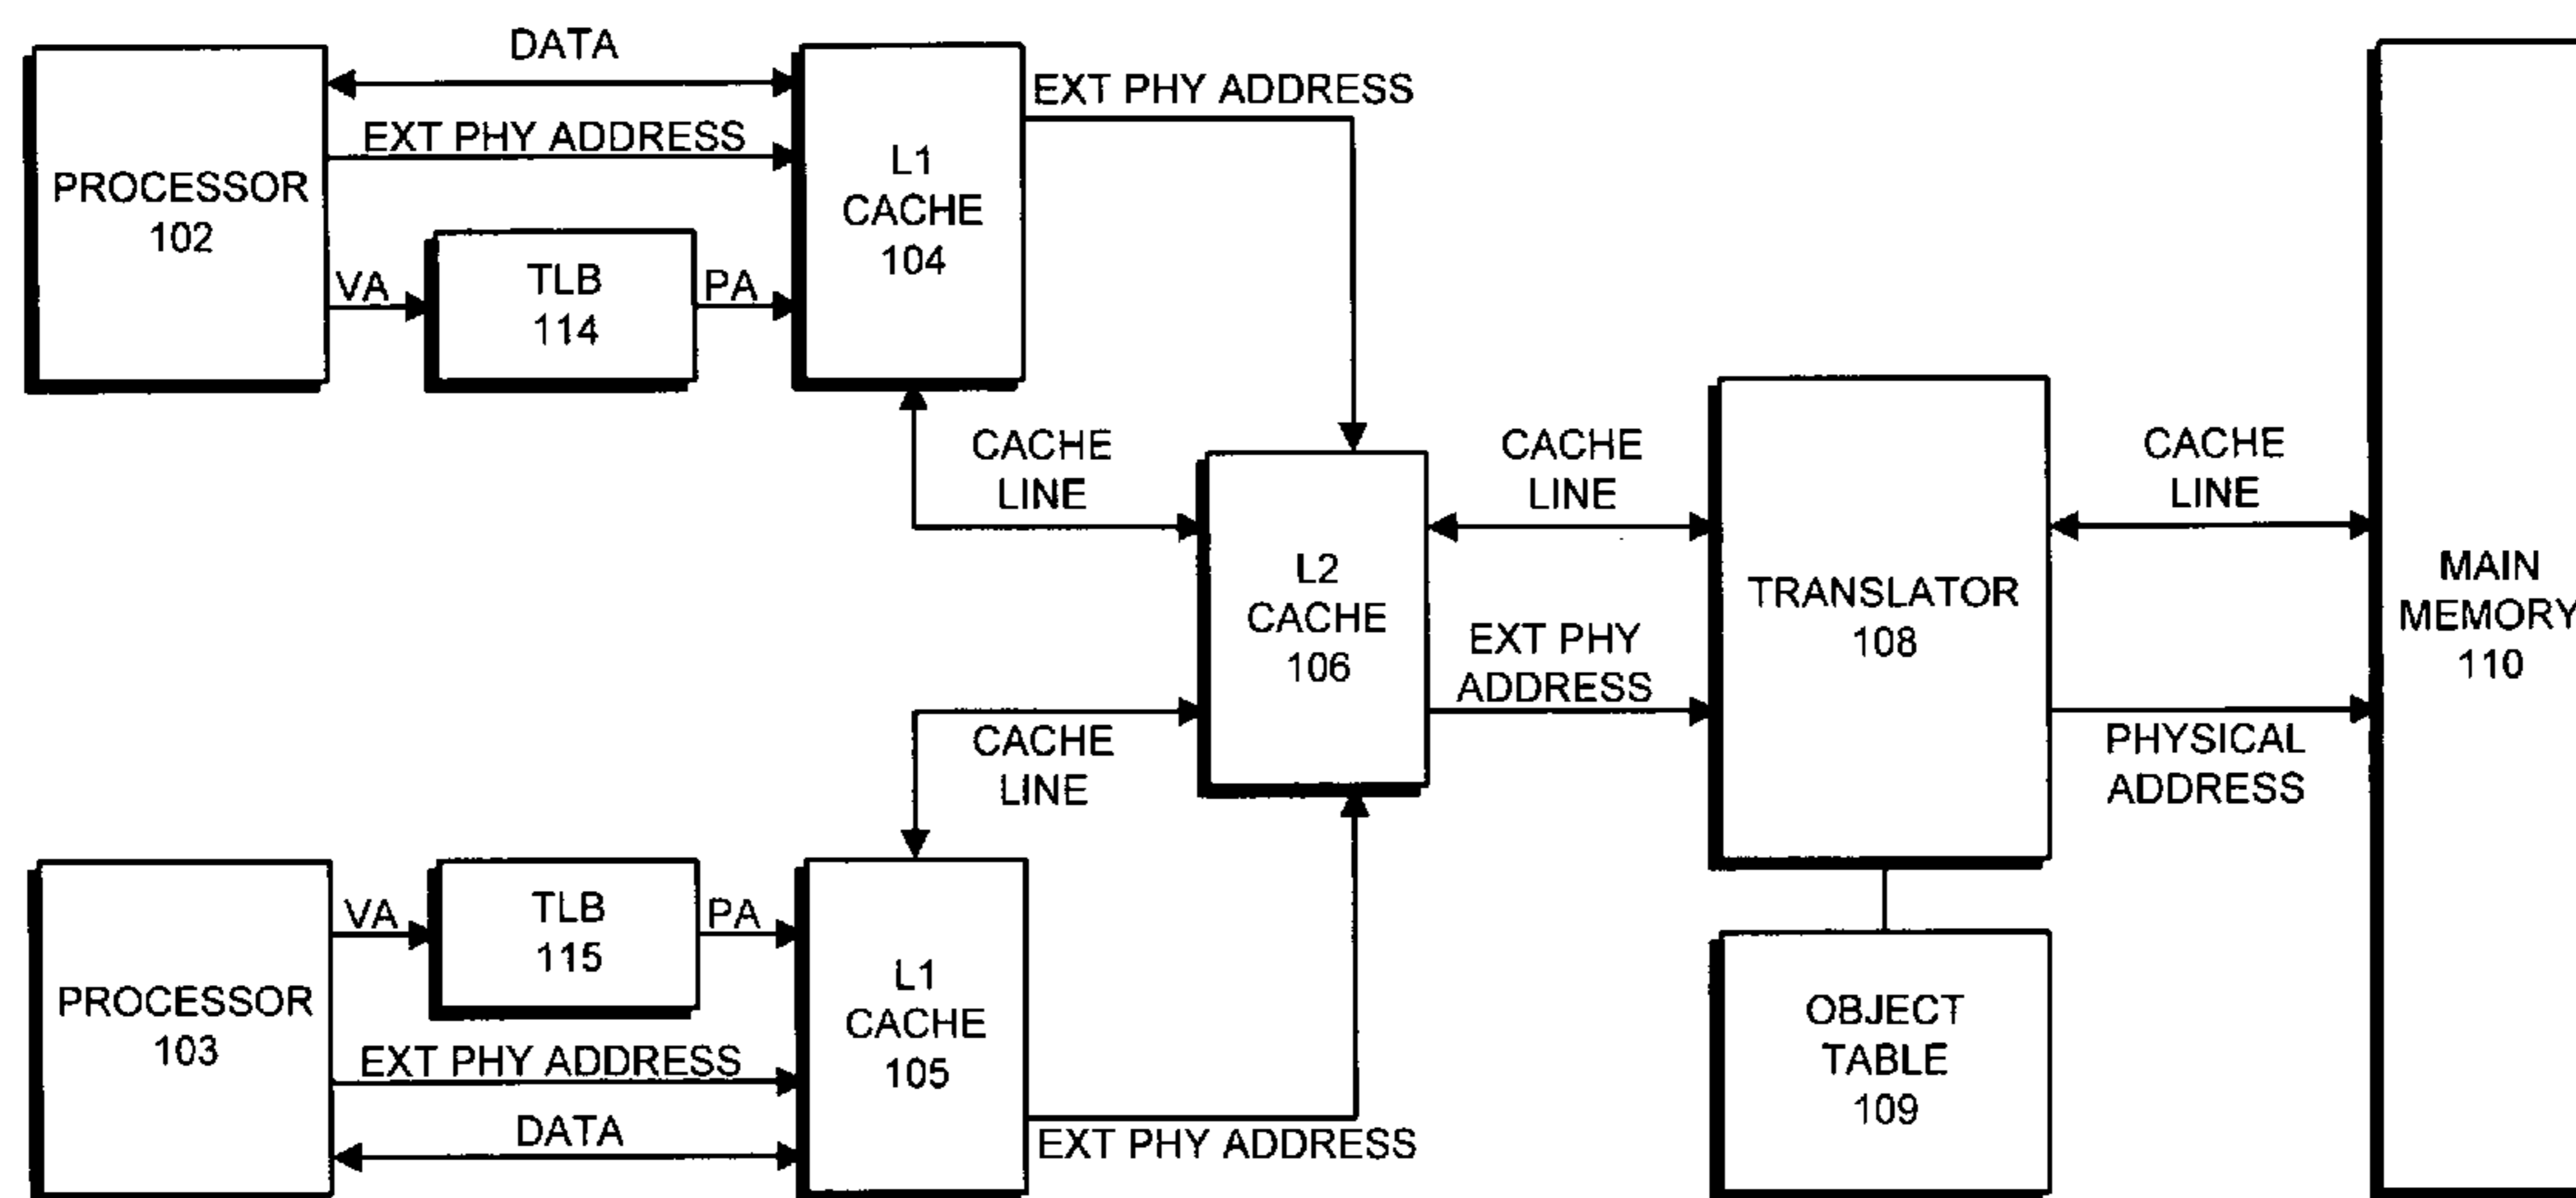 DATA
EXT PHY ADDRESS
EXT PHY ADDRESS
PROCESSOR
102
L1
CACHE
104
VA
TLB
114
PA
CACHE
LINE
CACHE
LINE
CACHE
LINE
L2
CACHE
106
EXT PHY
ADDRESS
TRANSLATOR
108
MAIN
MEMORY
110
PHYSICAL
ADDRESS
CACHE
LINE
PROCESSOR
103
VA
TLB
115
PA
EXT PHY ADDRESS
DATA
L1
CACHE
105
EXT PHY ADDRESS
OBJECT
TABLE
109